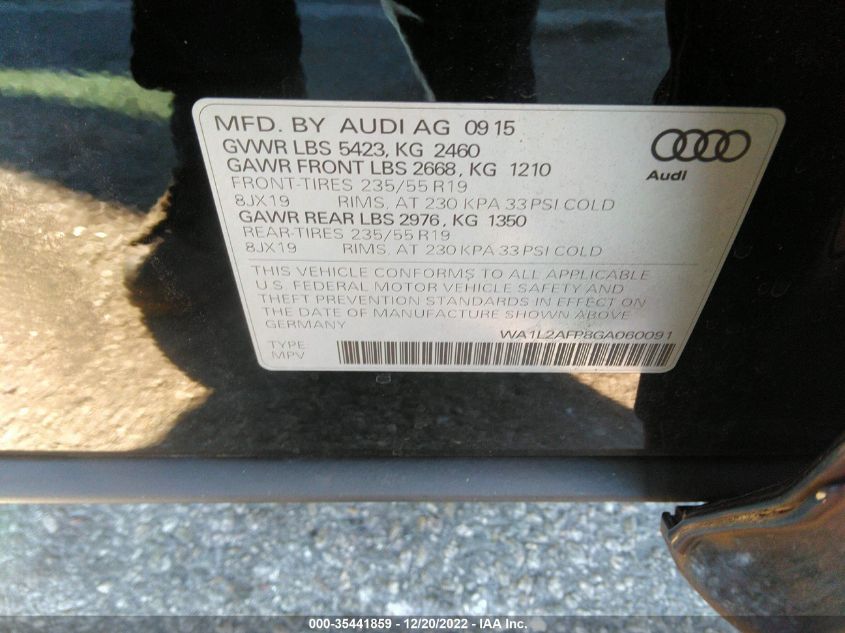 MFD. BY AUDI AG 09 15
GVWR LBS 5423, KG 2460
GAWR FRONT LBS 2668, KG 1210
FRONT-TIRES 235/55 R19
8JX19 RIMS, AT 230 KPA 33 PSI COLD
GAWR REAR LBS 2976, KG 1350
REAR-TIRES 235/55 R19
8JX19 RIMS, AT 230 KPA 33 PSI COLD
Audi
THIS VEHICLE CONFORMS TO ALL APPLICABLE
U.S. FEDERAL MOTOR VEHICLE SAFETY AND
THEFT PREVENTION STANDARDS IN EFFECT ON
THE DATE OF MANUFACTURE SHOWN ABOVE
GERMANY
WA1L2AFP8GA060091
TYPE
MPV
000-35441859 - 12/20/2022 - IAA Inc.